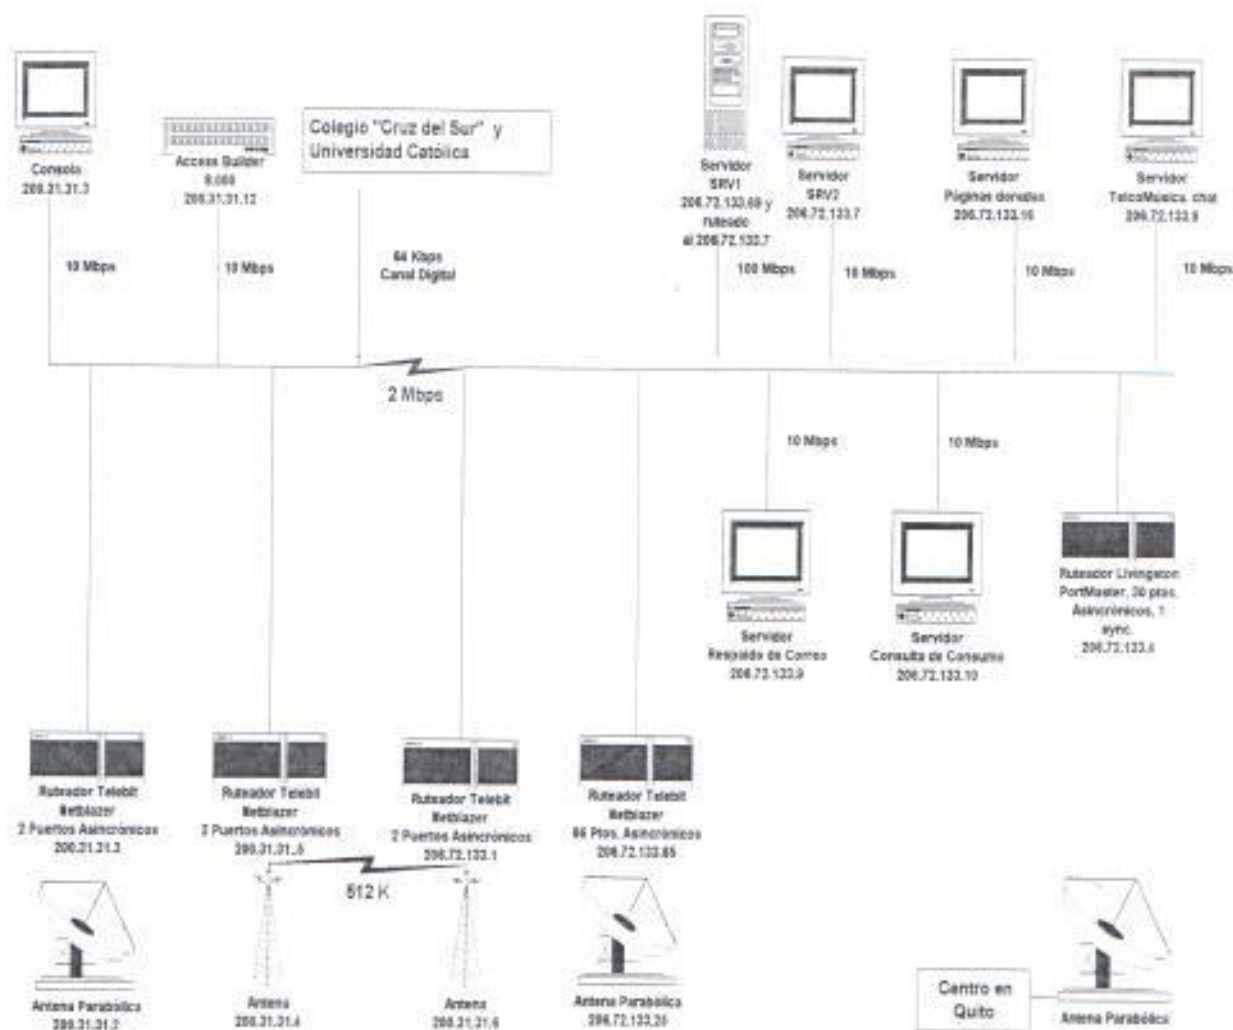 Consola
200.31.31.3
Access Builder
8.000
200.31.31.12
Colegio "Cruz del Sur" y
Universidad Católica
Servidor
SRV1
206.72.133.69 y
ruteado
al 206.72.133.7
Servidor
SRV2
206.72.133.7
Servidor
Páginas doradas
206.72.133.16
Servidor
TelcoMusica, chat
206.72.133.8
10 Mbps
10 Mbps
64 Kbps
Canal Digital
100 Mbps
10 Mbps
10 Mbps
10 Mbps
2 Mbps
10 Mbps
10 Mbps
Servidor
Respaldo de Correo
206.72.133.9
Servidor
Consulta de Consumo
206.72.133.10
Ruteador Livingston
PortMaster, 30 ptos.
Asincrónicos, 1
sync.
206.72.133.4
Ruteador Telebit
Netblazer
2 Puertos Asincrónicos
200.31.31.3
Ruteador Telebit
Netblazer
2 Puertos Asincrónicos
200.31.31..5
Ruteador Telebit
Netblazer
2 Puertos Asincrónicos
206.72.133.1
Ruteador Telebit
Netblazer
66 Ptos. Asincrónicos
206.72.133.65
512 K
Antena Parabólica
200.31.31.2
Antena
200.31.31.4
Antena
200.31.31.6
Antena Parabólica
206.72.133.26
Centro en
Quito
Antena Parabólica